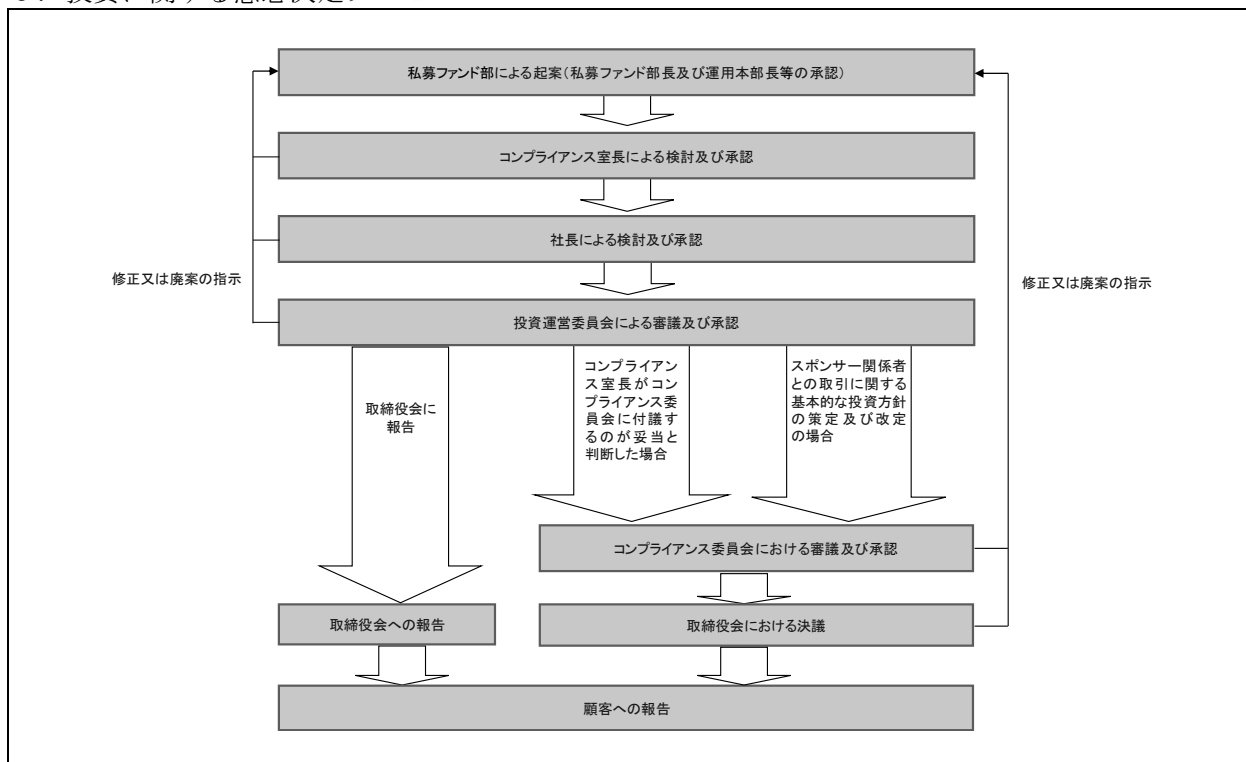 私募ファンド部による起案（私募ファンド部長及び運用本部長等の承認）
コンプライアンス室長による検討及び承認
社長による検討及び承認
修正又は廃案の指示
修正又は廃案の指示
投資運営委員会による審議及び承認
取締役会に
報告
コンプライアン
ス室長がコン
プライアンス委
員会に付議す
るのが妥当と
判断した場合
スポンサー関係者
との取引に関する
基本的な投資方針
の策定及び改定
の場合
コンプライアンス委員会における審議及び承認
取締役会への報告
取締役会における決議
顧客への報告